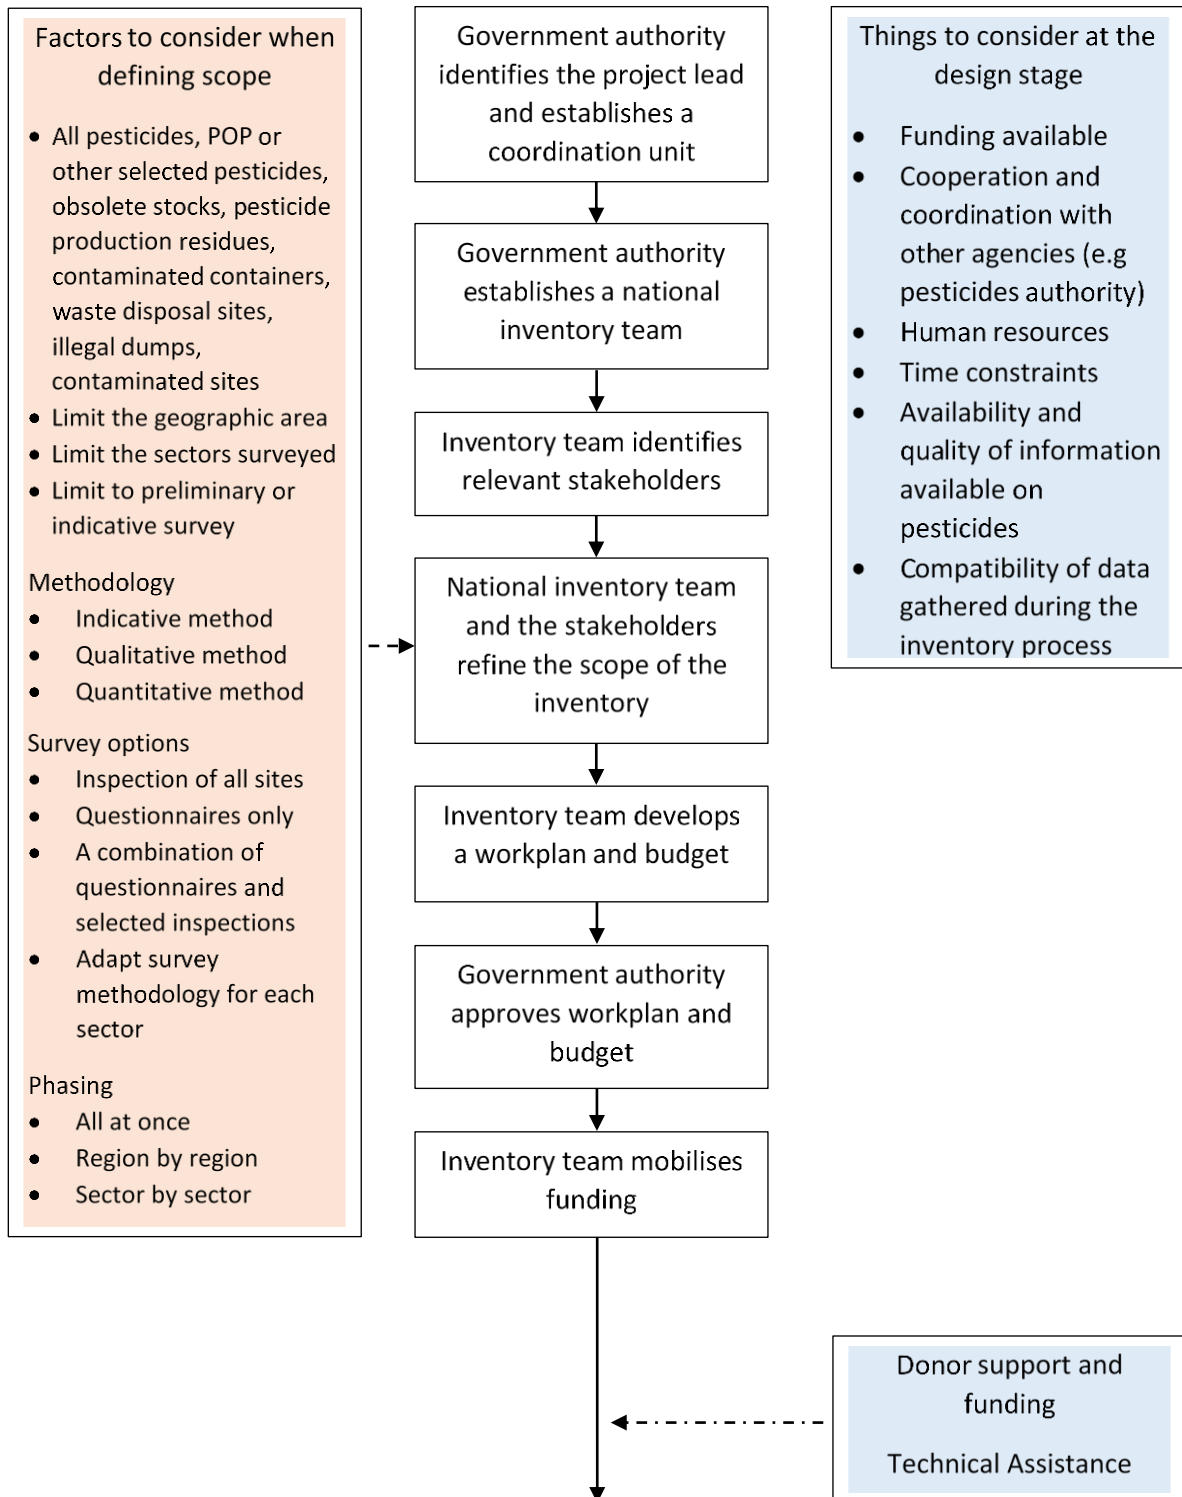 Factors to consider when
defining scope
• All pesticides, POP or
other selected pesticides,
obsolete stocks, pesticide
production residues,
contaminated containers,
waste disposal sites,
illegal dumps,
contaminated sites
• Limit the geographic area
• Limit the sectors surveyed
• Limit to preliminary or
indicative survey
Methodology
• Indicative method
• Qualitative method
• Quantitative method
Survey options
• Inspection of all sites
• Questionnaires only
• A combination of
questionnaires and
selected inspections
• Adapt survey
methodology for each
sector
Phasing
• All at once
• Region by region
• Sector by sector
Government authority
identifies the project lead
and establishes a
coordination unit
Government authority
establishes a national
inventory team
Inventory team identifies
relevant stakeholders
National inventory team
and the stakeholders
refine the scope of the
inventory
Inventory team develops
a workplan and budget
Government authority
approves workplan and
budget
Inventory team mobilises
funding
Things to consider at the
design stage
• Funding available
• Cooperation and
coordination with
other agencies (e.g
pesticides authority)
• Human resources
• Time constraints
• Availability and
quality of information
available on
pesticides
• Compatibility of data
gathered during the
inventory process
Donor support and
funding
Technical Assistance